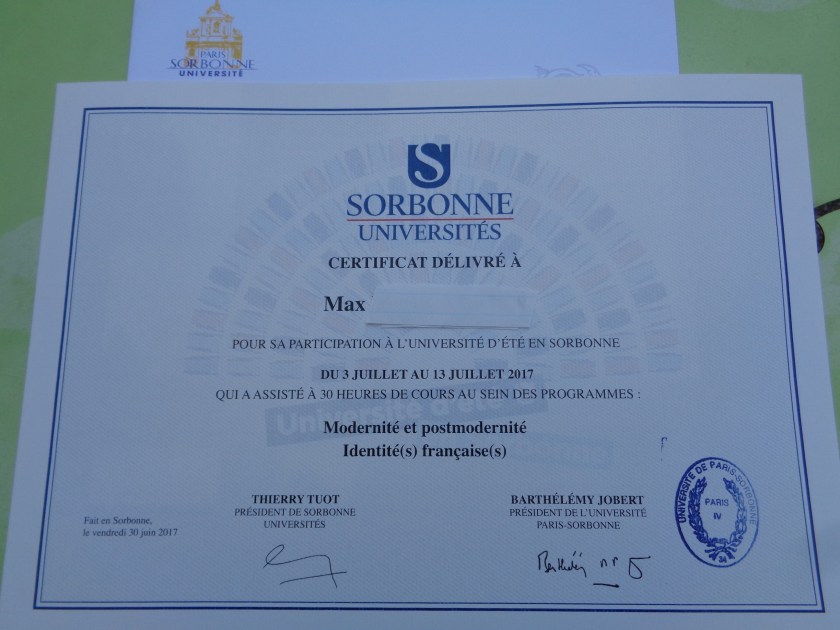 PARIS
SORBONNE
UNIVERSITÉ
S
SORBONNE
UNIVERSITÉS
CERTIFICAT DÉLIVRÉ À
Max
POUR SA PARTICIPATION À L'UNIVERSITÉ D'ÉTÉ EN SORBONNE
DU 3 JUILLET AU 13 JUILLET 2017
QUI A ASSISTÉ À 30 HEURES DE COURS AU SEIN DES PROGRAMMES :
Université d'été
Modernité et postmodernité
Identité(s) française(s)
THIERRY TUOT
PRÉSIDENT DE SORBONNE
UNIVERSITÉS
BARTHÉLÉMY JOBERT
PRÉSIDENT DE L'UNIVERSITÉ
PARIS-SORBONNE
UNIVERSITÉ DE PARIS-SORBONNE
PARIS
IV
34
Fait en Sorbonne,
le vendredi 30 juin 2017